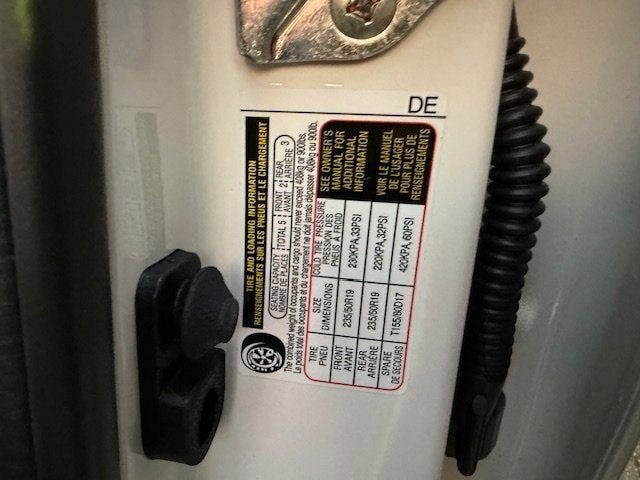 DE
TIRE AND LOADING INFORMATION
RENSEIGNEMENTS SUR LES PNEUS ET LE CHARGEMENT
SEATING CAPACITY TOTAL 5 FRONT 2 REAR 3
NOMBRE DE PLACES AVANT ARRIÈRE
The combined weight of occupants and cargo should never exceed 408kg or 900lbs.
Le poids total des occupants et du chargement ne doit jamais dépasser 408kg ou 900lb.
TIRE SIZE COLD TIRE PRESSURE
PNEU DIMENSIONS PRESSION DES PNEUS À FROID
FRONT AVANT 235/50R19 230KPA,33PSI
REAR ARRIÈRE 235/50R19 220KPA,32PSI
SPARE DE SECOURS T155/80D17 420KPA,60PSI
SEE OWNER'S
MANUAL FOR
ADDITIONAL
INFORMATION
VOIR LE MANUEL
DE L'USAGER
POUR PLUS DE
RENSEIGNEMENTS